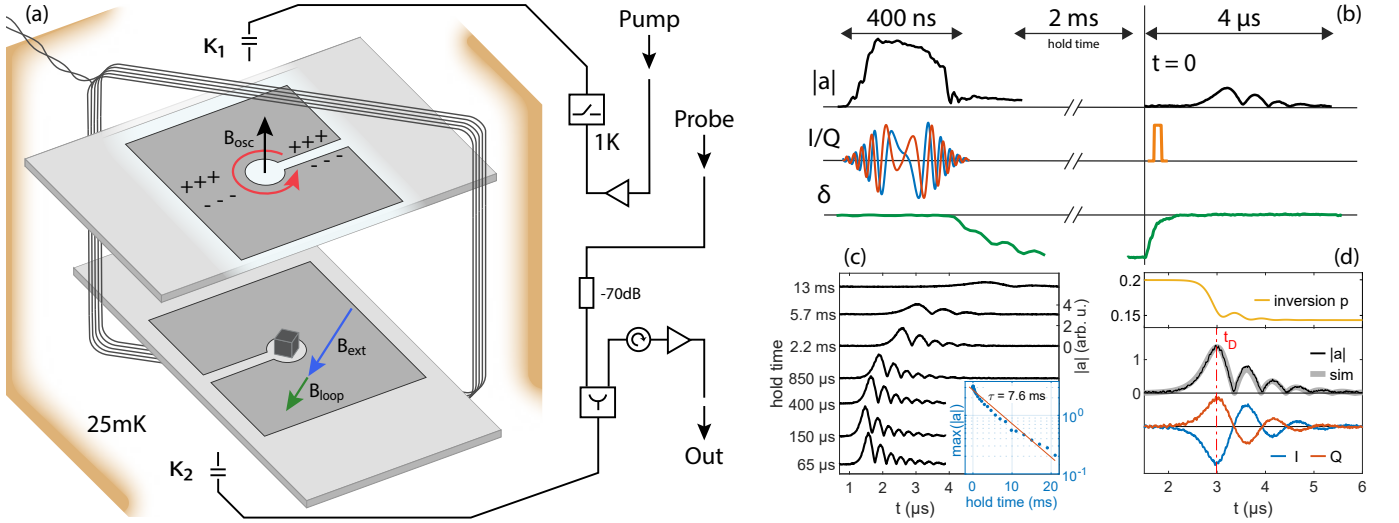 (a)
K1
Pump
Probe
1K
Bosc
+++
+++
- - -
- - -
-70dB
Bext
Bloop
25mK
K2
Out
(b)
400 ns
2 ms
hold time
4 µs
|a|
t = 0
I/Q
δ
(c)
hold time
13 ms
5.7 ms
2.2 ms
850 µs
400 µs
150 µs
65 µs
4
2
0
|a| (arb. u.)
τ = 7.6 ms
max(|a|)
10^0
10^-1
0 10 20
hold time (ms)
1 2 3 4
t (µs)
(d)
0.2
0.15
inversion p
tD
1
0
|a|
sim
I Q
2 3 4 5 6
t (µs)